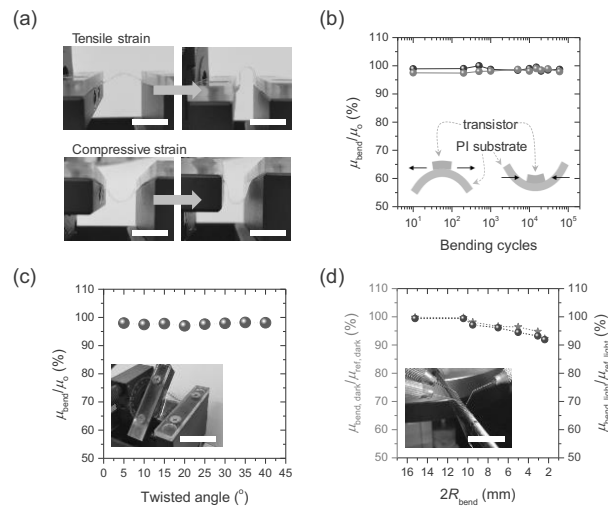 (a)
Tensile strain
Compressive strain
(b)
μbend/μo (%)
110
100
90
80
70
60
50
transistor
PI substrate
10¹ 10² 10³ 10⁴ 10⁵
Bending cycles
(c)
μbend/μo (%)
110
100
90
80
70
60
50
0 5 10 15 20 25 30 35 40 45
Twisted angle (°)
(d)
μbend, dark/μref, dark (%)
110
100
90
80
70
60
50
16 14 12 10 8 6 4 2
2Rbend (mm)
110
100
90
80
70
60
50
μbend, light/μref, light (%)